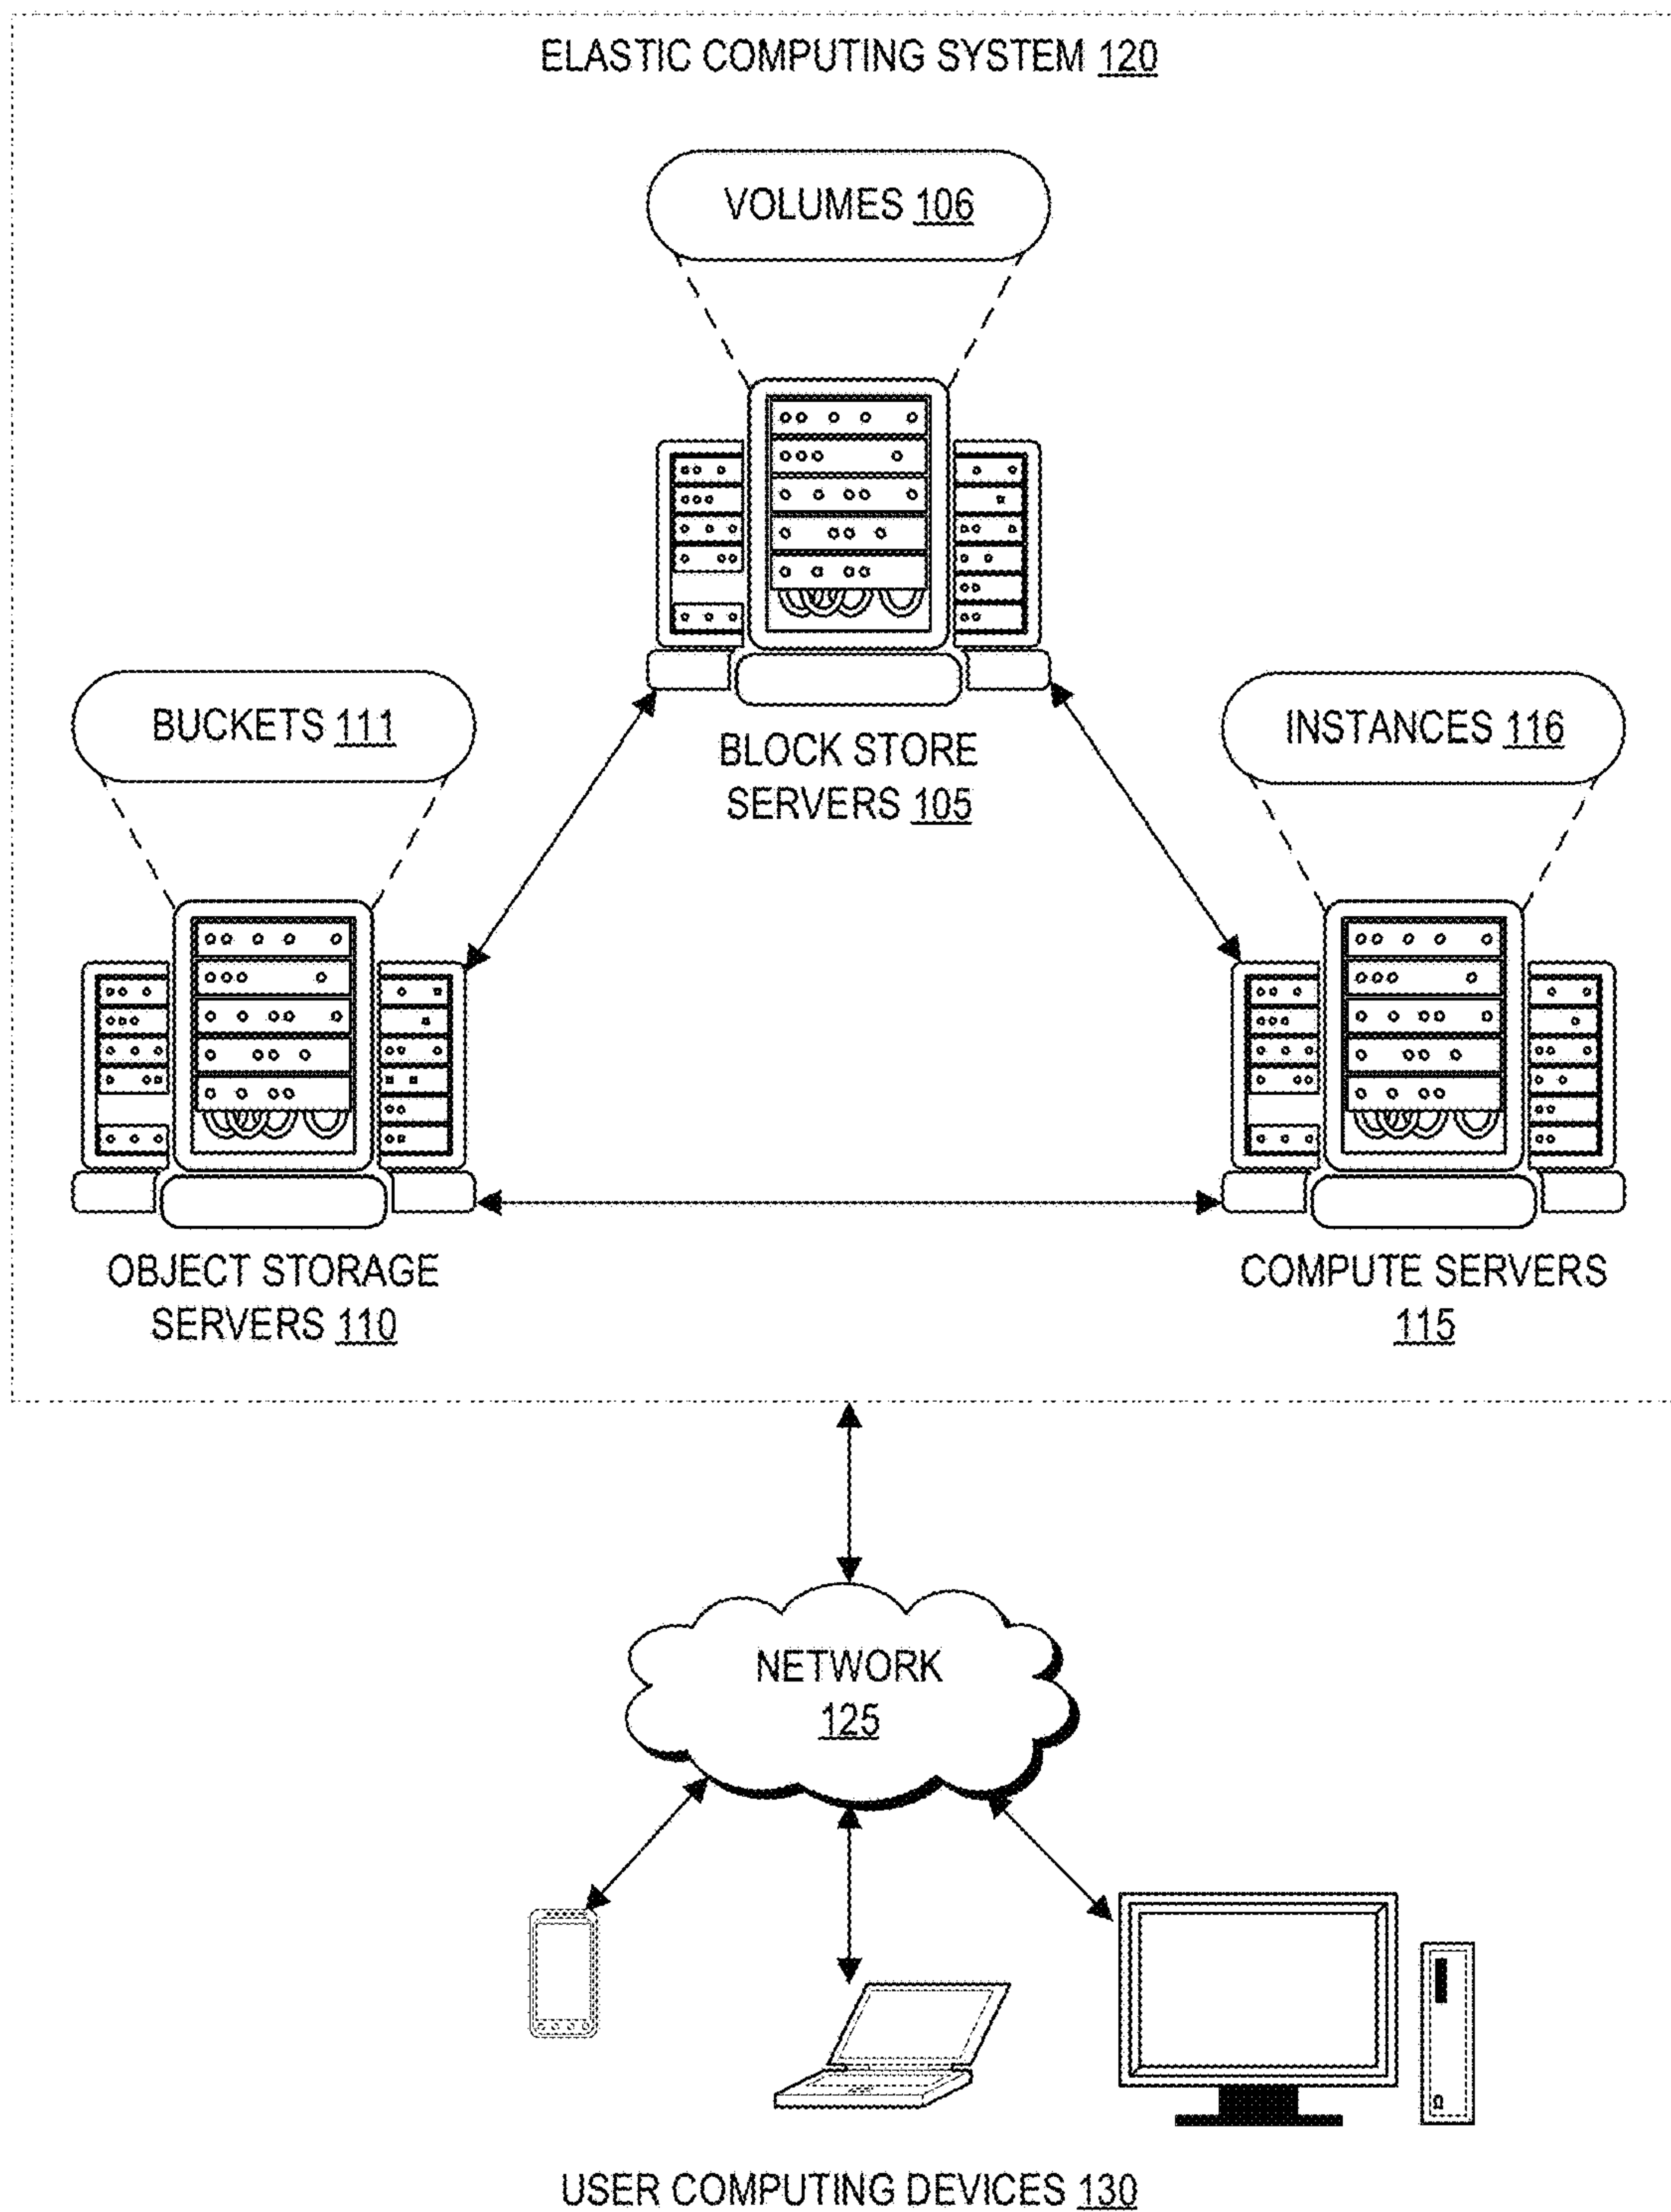 ELASTIC COMPUTING SYSTEM 120
VOLUMES 106
BUCKETS 111
BLOCK STORE
SERVERS 105
INSTANCES 116
OBJECT STORAGE
SERVERS 110
COMPUTE SERVERS
115
NETWORK
125
USER COMPUTING DEVICES 130